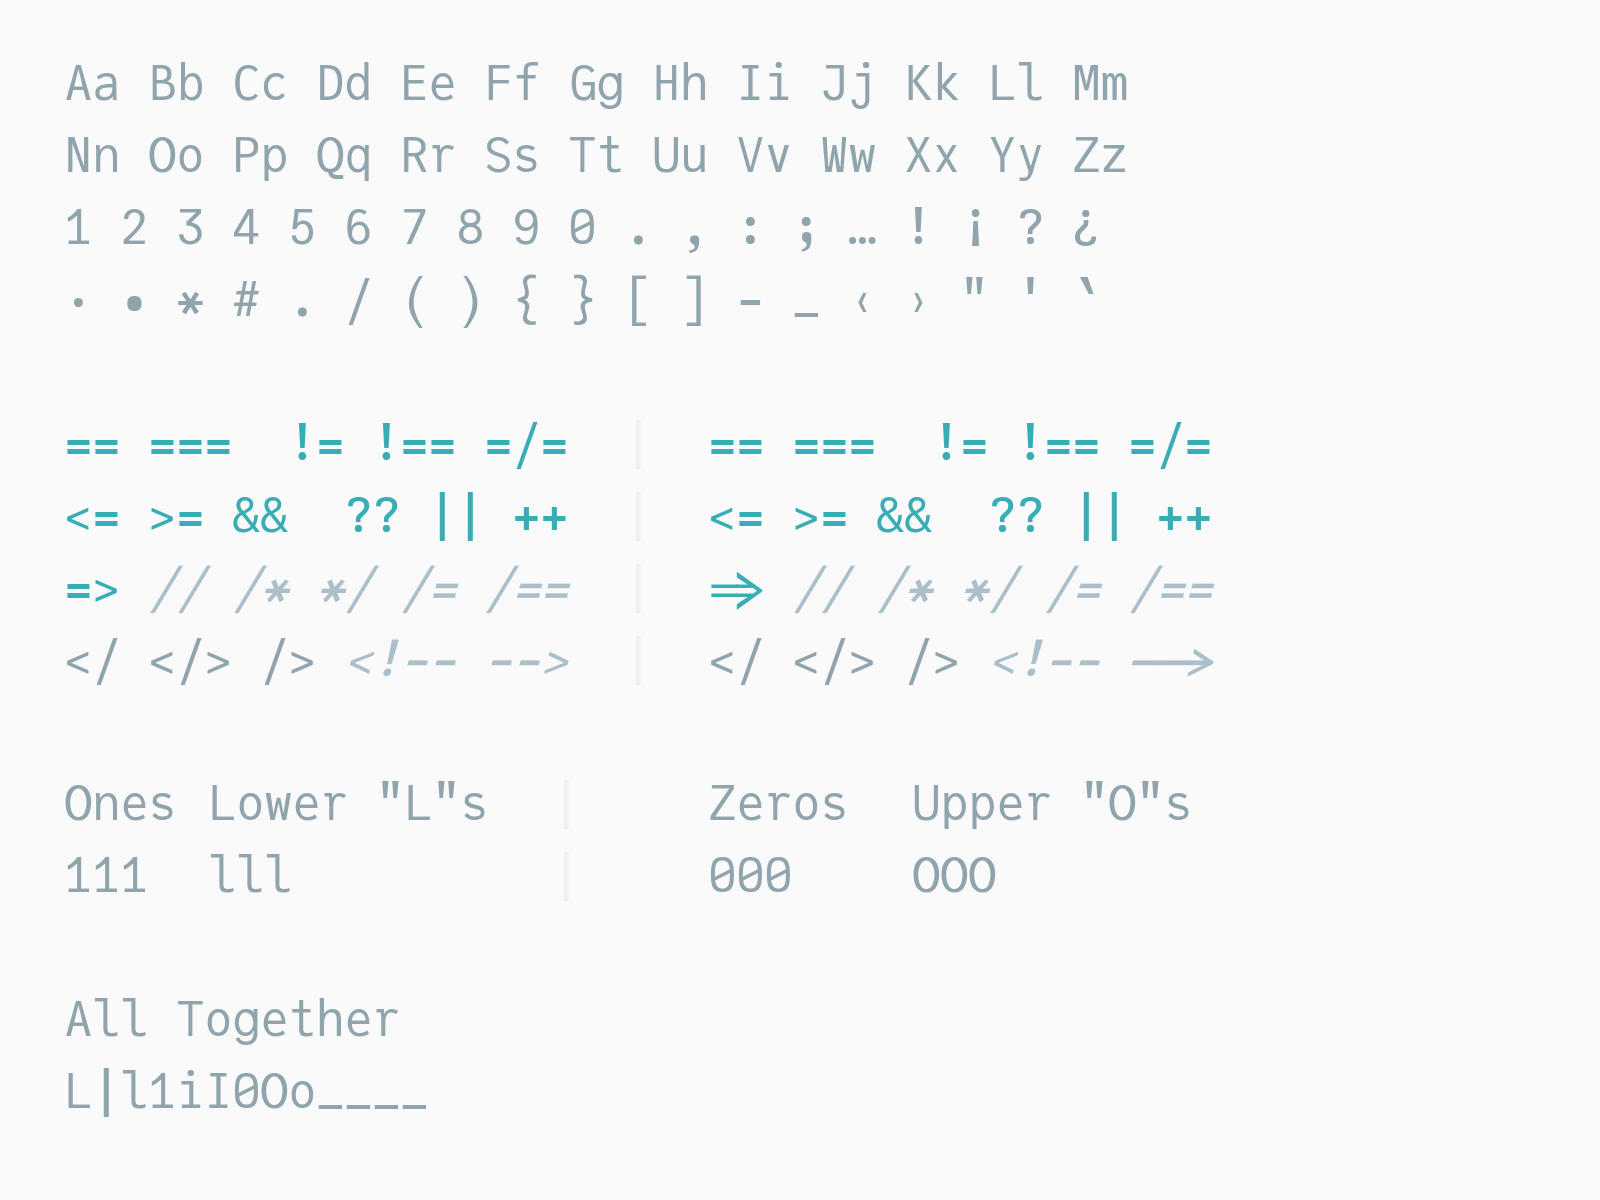 Aa Bb Cc Dd Ee Ff Gg Hh Ii Jj Kk Ll Mm
Nn Oo Pp Qq Rr Ss Tt Uu Vv Ww Xx Yy Zz
1 2 3 4 5 6 7 8 9 0 . , : ; … ! ¡ ? ¿
· • * # . / ( ) { } [ ] - _ ‹ › " ' `
== ===  != !== =/=  |  == ===  != !== =/=
<= >= &&  ?? || ++  |  <= >= &&  ?? || ++
=> // /* */ /= /==  |  ⇒ // /* */ /= /==
</ </> /> <!-- -->  |  </ </> /> <!-- ⟶
Ones Lower "L"s  |  Zeros  Upper "O"s
111  lll  |  000  OOO
All Together
L|l1iI0Oo____